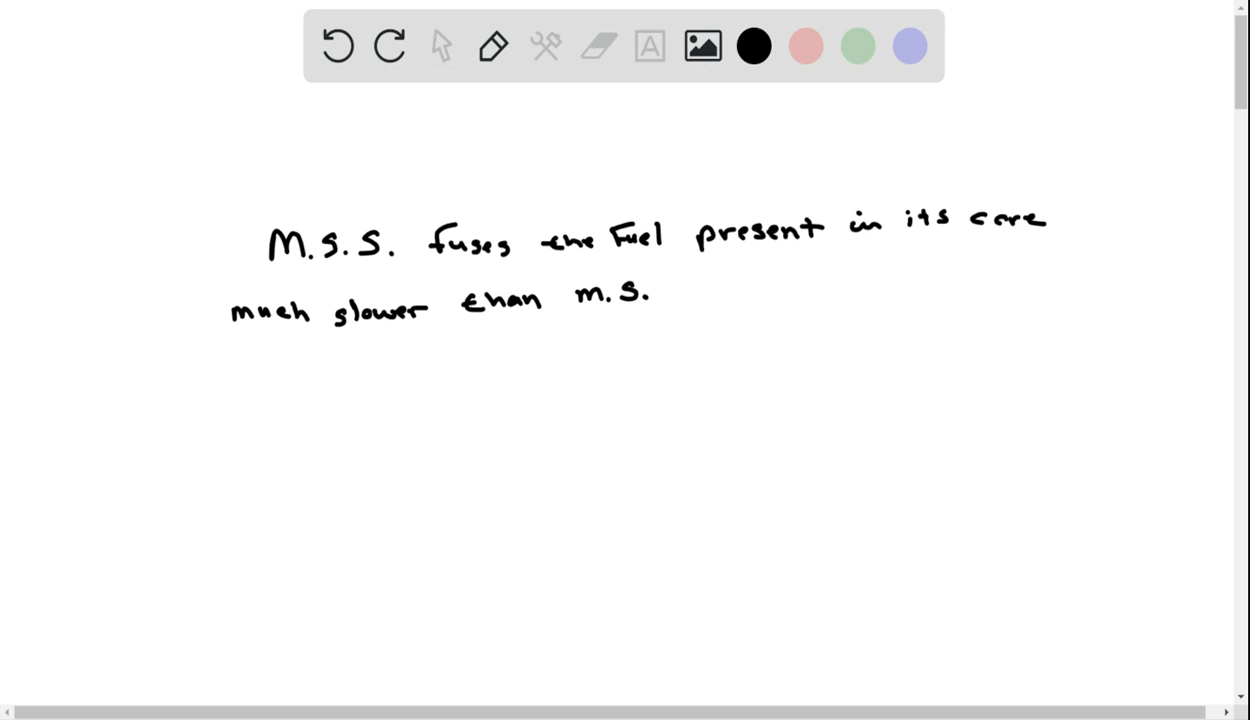 M.S.S. fuses the Fuel present in its core
much slower than m.S.